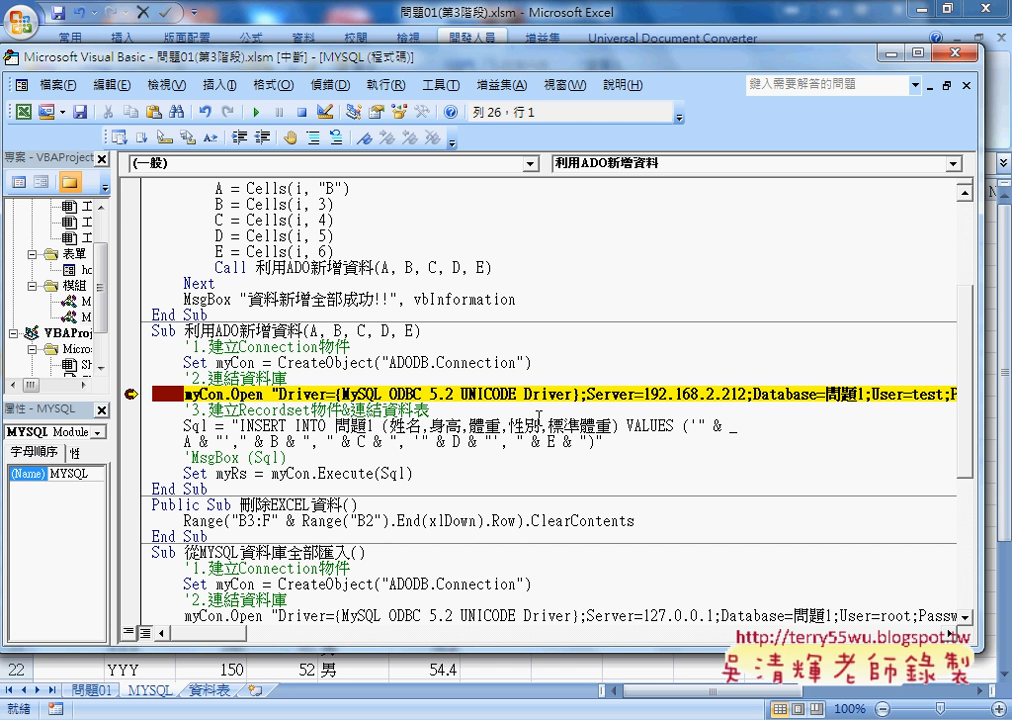 問題01(第3階段).xlsm - Microsoft Excel
常用 插入 版面配置 公式 資料 校閱 檢視 開發人員 增益集 Universal Document Converter
Microsoft Visual Basic - 問題01(第3階段).xlsm [中斷] - [MYSQL (程式碼)]
檔案(F) 編輯(E) 檢視(V) 插入(I) 格式(O) 偵錯(D) 執行(R) 工具(T) 增益集(A) 視窗(W) 說明(H) 鍵入需要解答的問題
列 26，行 1
專案 - VBAProject
(一般) 利用ADO新增資料
A = Cells(i, "B")
B = Cells(i, 3)
C = Cells(i, 4)
D = Cells(i, 5)
E = Cells(i, 6)
Call 利用ADO新增資料(A, B, C, D, E)
Next
MsgBox "資料新增全部成功!!", vbInformation
End Sub
Sub 利用ADO新增資料(A, B, C, D, E)
'1.建立Connection物件
Set myCon = CreateObject("ADODB.Connection")
'2.連結資料庫
myCon.Open "Driver={MySQL ODBC 5.2 UNICODE Driver};Server=192.168.2.212;Database=問題1;User=test;P
'3.建立Recordset物件&連結資料表
Sql = "INSERT INTO 問題1 (姓名,身高,體重,性別,標準體重) VALUES ('" & _
A & "'," & B & ", " & C & ", '" & D & "', " & E & ")"
'MsgBox (Sql)
Set myRs = myCon.Execute(Sql)
End Sub
Public Sub 刪除EXCEL資料()
Range("B3:F" & Range("B2").End(xlDown).Row).ClearContents
End Sub
Sub 從MYSQL資料庫全部匯入()
'1.建立Connection物件
Set myCon = CreateObject("ADODB.Connection")
'2.連結資料庫
myCon.Open "Driver={MySQL ODBC 5.2 UNICODE Driver};Server=127.0.0.1;Database=問題1;User=root;Passw
工
工
工
表單
ho
模組
M
M
VBAProj
Micro
Sh
屬性 - MYSQL
MYSQL Module
字母順序 性
(Name) MYSQL
http://terry55wu.blogspot.tw
吳清輝老師錄製
22 YYY 150 52 男 54.4
問題01 MYSQL 資料表
就緒 100%